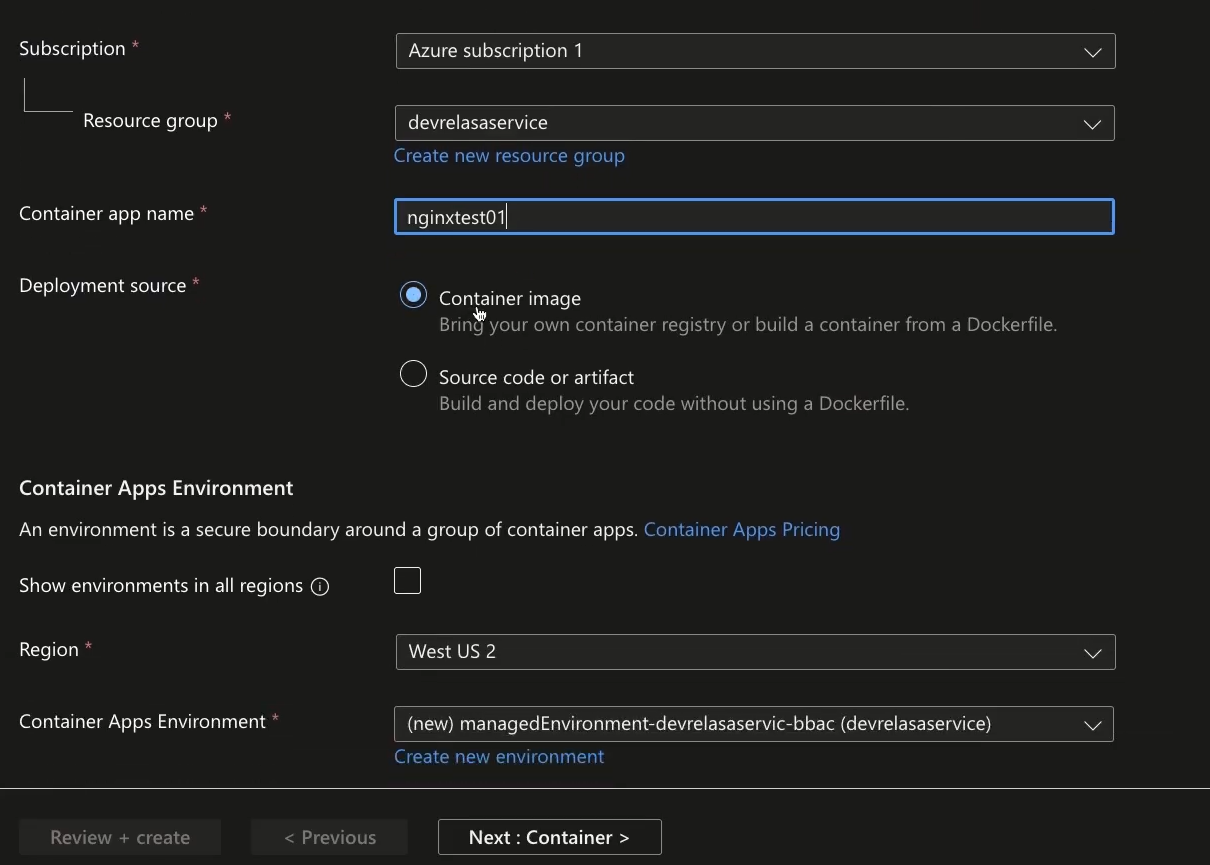 Subscription *
Azure subscription 1
Resource group *
devrelasaservice
Create new resource group
Container app name *
nginxtest01
Deployment source *
Container image
Bring your own container registry or build a container from a Dockerfile.
Source code or artifact
Build and deploy your code without using a Dockerfile.
Container Apps Environment
An environment is a secure boundary around a group of container apps. Container Apps Pricing
Show environments in all regions
Region *
West US 2
Container Apps Environment *
(new) managedEnvironment-devrelasaservic-bbac (devrelasaservice)
Create new environment
Review + create
< Previous
Next : Container >